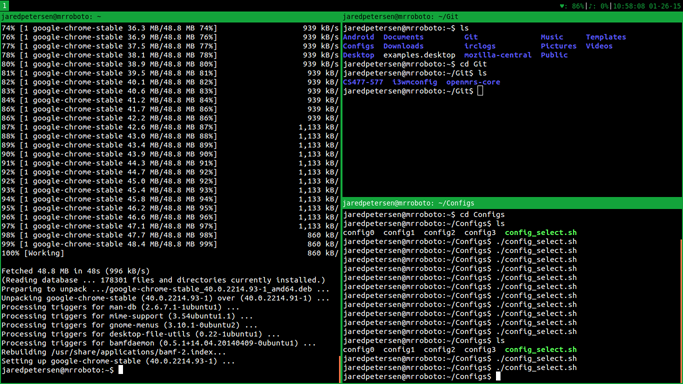 1
♥: 86%|♪: 0%|10:58:08 01-26-15
jaredpetersen@mrroboto: ~
74% [1 google-chrome-stable 36.3 MB/48.8 MB 74%] 939 kB/s
76% [1 google-chrome-stable 36.9 MB/48.8 MB 76%] 939 kB/s
77% [1 google-chrome-stable 37.5 MB/48.8 MB 77%] 939 kB/s
78% [1 google-chrome-stable 38.1 MB/48.8 MB 78%] 939 kB/s
80% [1 google-chrome-stable 38.9 MB/48.8 MB 80%] 939 kB/s
81% [1 google-chrome-stable 39.5 MB/48.8 MB 81%] 939 kB/s
82% [1 google-chrome-stable 40.1 MB/48.8 MB 82%] 939 kB/s
83% [1 google-chrome-stable 40.6 MB/48.8 MB 83%] 939 kB/s
84% [1 google-chrome-stable 41.2 MB/48.8 MB 84%] 939 kB/s
86% [1 google-chrome-stable 41.7 MB/48.8 MB 86%] 939 kB/s
86% [1 google-chrome-stable 42.2 MB/48.8 MB 86%] 939 kB/s
87% [1 google-chrome-stable 42.6 MB/48.8 MB 87%] 1,133 kB/s
88% [1 google-chrome-stable 43.0 MB/48.8 MB 88%] 1,133 kB/s
89% [1 google-chrome-stable 43.4 MB/48.8 MB 89%] 1,133 kB/s
90% [1 google-chrome-stable 43.9 MB/48.8 MB 90%] 1,133 kB/s
91% [1 google-chrome-stable 44.3 MB/48.8 MB 91%] 1,133 kB/s
92% [1 google-chrome-stable 44.7 MB/48.8 MB 92%] 1,133 kB/s
92% [1 google-chrome-stable 45.0 MB/48.8 MB 92%] 1,133 kB/s
93% [1 google-chrome-stable 45.4 MB/48.8 MB 93%] 1,133 kB/s
94% [1 google-chrome-stable 45.8 MB/48.8 MB 94%] 1,133 kB/s
95% [1 google-chrome-stable 46.2 MB/48.8 MB 95%] 1,133 kB/s
96% [1 google-chrome-stable 46.6 MB/48.8 MB 96%] 1,133 kB/s
97% [1 google-chrome-stable 47.1 MB/48.8 MB 97%] 1,133 kB/s
98% [1 google-chrome-stable 47.7 MB/48.8 MB 98%] 860 kB/s
99% [1 google-chrome-stable 48.4 MB/48.8 MB 99%] 860 kB/s
100% [Working] 860 kB/s
Fetched 48.8 MB in 48s (996 kB/s)
(Reading database ... 178301 files and directories currently installed.)
Preparing to unpack .../google-chrome-stable_40.0.2214.93-1_amd64.deb ...
Unpacking google-chrome-stable (40.0.2214.93-1) over (40.0.2214.91-1) ...
Processing triggers for man-db (2.6.7.1-1ubuntu1) ...
Processing triggers for mime-support (3.54ubuntu1.1) ...
Processing triggers for gnome-menus (3.10.1-0ubuntu2) ...
Processing triggers for desktop-file-utils (0.22-1ubuntu1) ...
Processing triggers for bamfdaemon (0.5.1+14.04.20140409-0ubuntu1) ...
Rebuilding /usr/share/applications/bamf-2.index...
Setting up google-chrome-stable (40.0.2214.93-1) ...
jaredpetersen@mrroboto:~$
jaredpetersen@mrroboto: ~/Git
jaredpetersen@mrroboto:~$ ls
Android Documents Git Music Templates
Configs Downloads irclogs Pictures Videos
Desktop examples.desktop mozilla-central Public
jaredpetersen@mrroboto:~$ cd Git
jaredpetersen@mrroboto:~/Git$ ls
CS477-577 i3wmconfig openmrs-core
jaredpetersen@mrroboto:~/Git$
jaredpetersen@mrroboto: ~/Configs
jaredpetersen@mrroboto:~$ cd Configs
jaredpetersen@mrroboto:~/Configs$ ls
config0 config1 config2 config3 config_select.sh
jaredpetersen@mrroboto:~/Configs$ ./config_select.sh
jaredpetersen@mrroboto:~/Configs$ ./config_select.sh
jaredpetersen@mrroboto:~/Configs$ ./config_select.sh
jaredpetersen@mrroboto:~/Configs$ ./config_select.sh
jaredpetersen@mrroboto:~/Configs$ ./config_select.sh
jaredpetersen@mrroboto:~/Configs$ ./config_select.sh
jaredpetersen@mrroboto:~/Configs$ ./config_select.sh
jaredpetersen@mrroboto:~/Configs$ ./config_select.sh
jaredpetersen@mrroboto:~/Configs$ ./config_select.sh
jaredpetersen@mrroboto:~/Configs$ ./config_select.sh
jaredpetersen@mrroboto:~/Configs$ ls
config0 config1 config2 config3 config_select.sh
jaredpetersen@mrroboto:~/Configs$ ./config_select.sh
jaredpetersen@mrroboto:~/Configs$ ./config_select.sh
jaredpetersen@mrroboto:~/Configs$